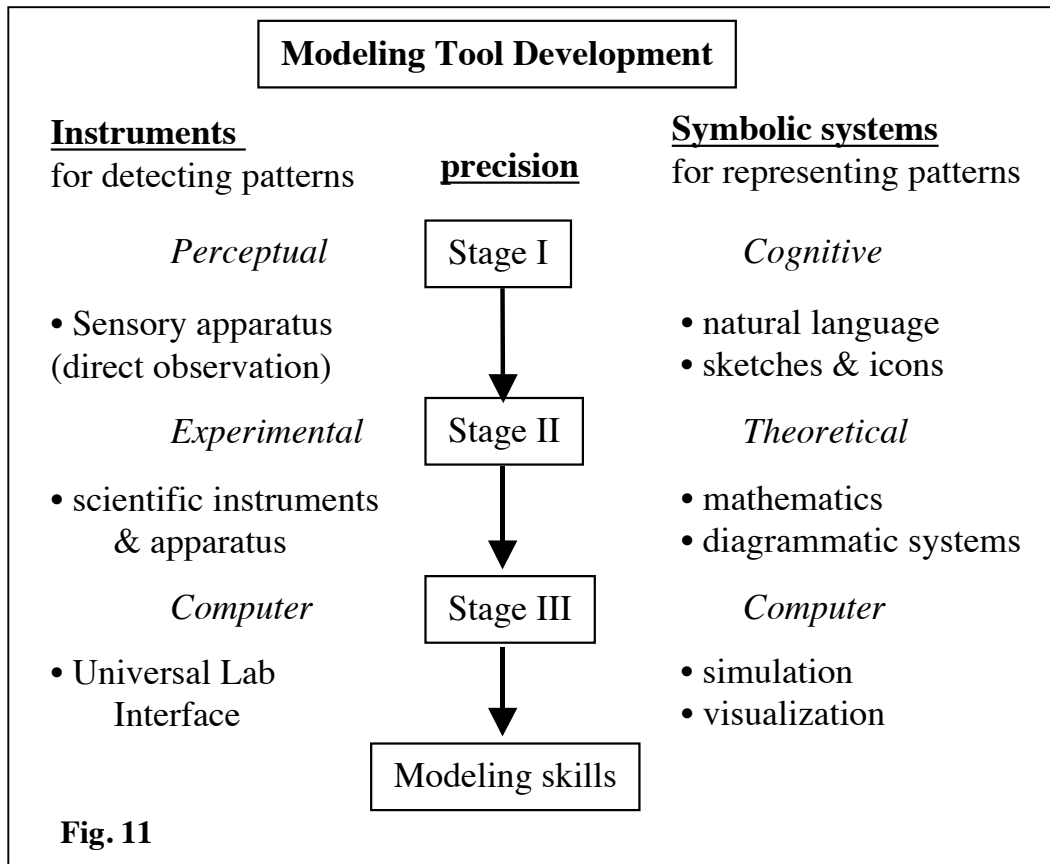 Modeling Tool Development
Instruments
for detecting patterns
precision
Symbolic systems
for representing patterns
Perceptual
Stage I
Cognitive
• Sensory apparatus
(direct observation)
• natural language
• sketches & icons
Experimental
Stage II
Theoretical
• scientific instruments
& apparatus
• mathematics
• diagrammatic systems
Computer
Stage III
Computer
• Universal Lab
Interface
• simulation
• visualization
Modeling skills
Fig. 11